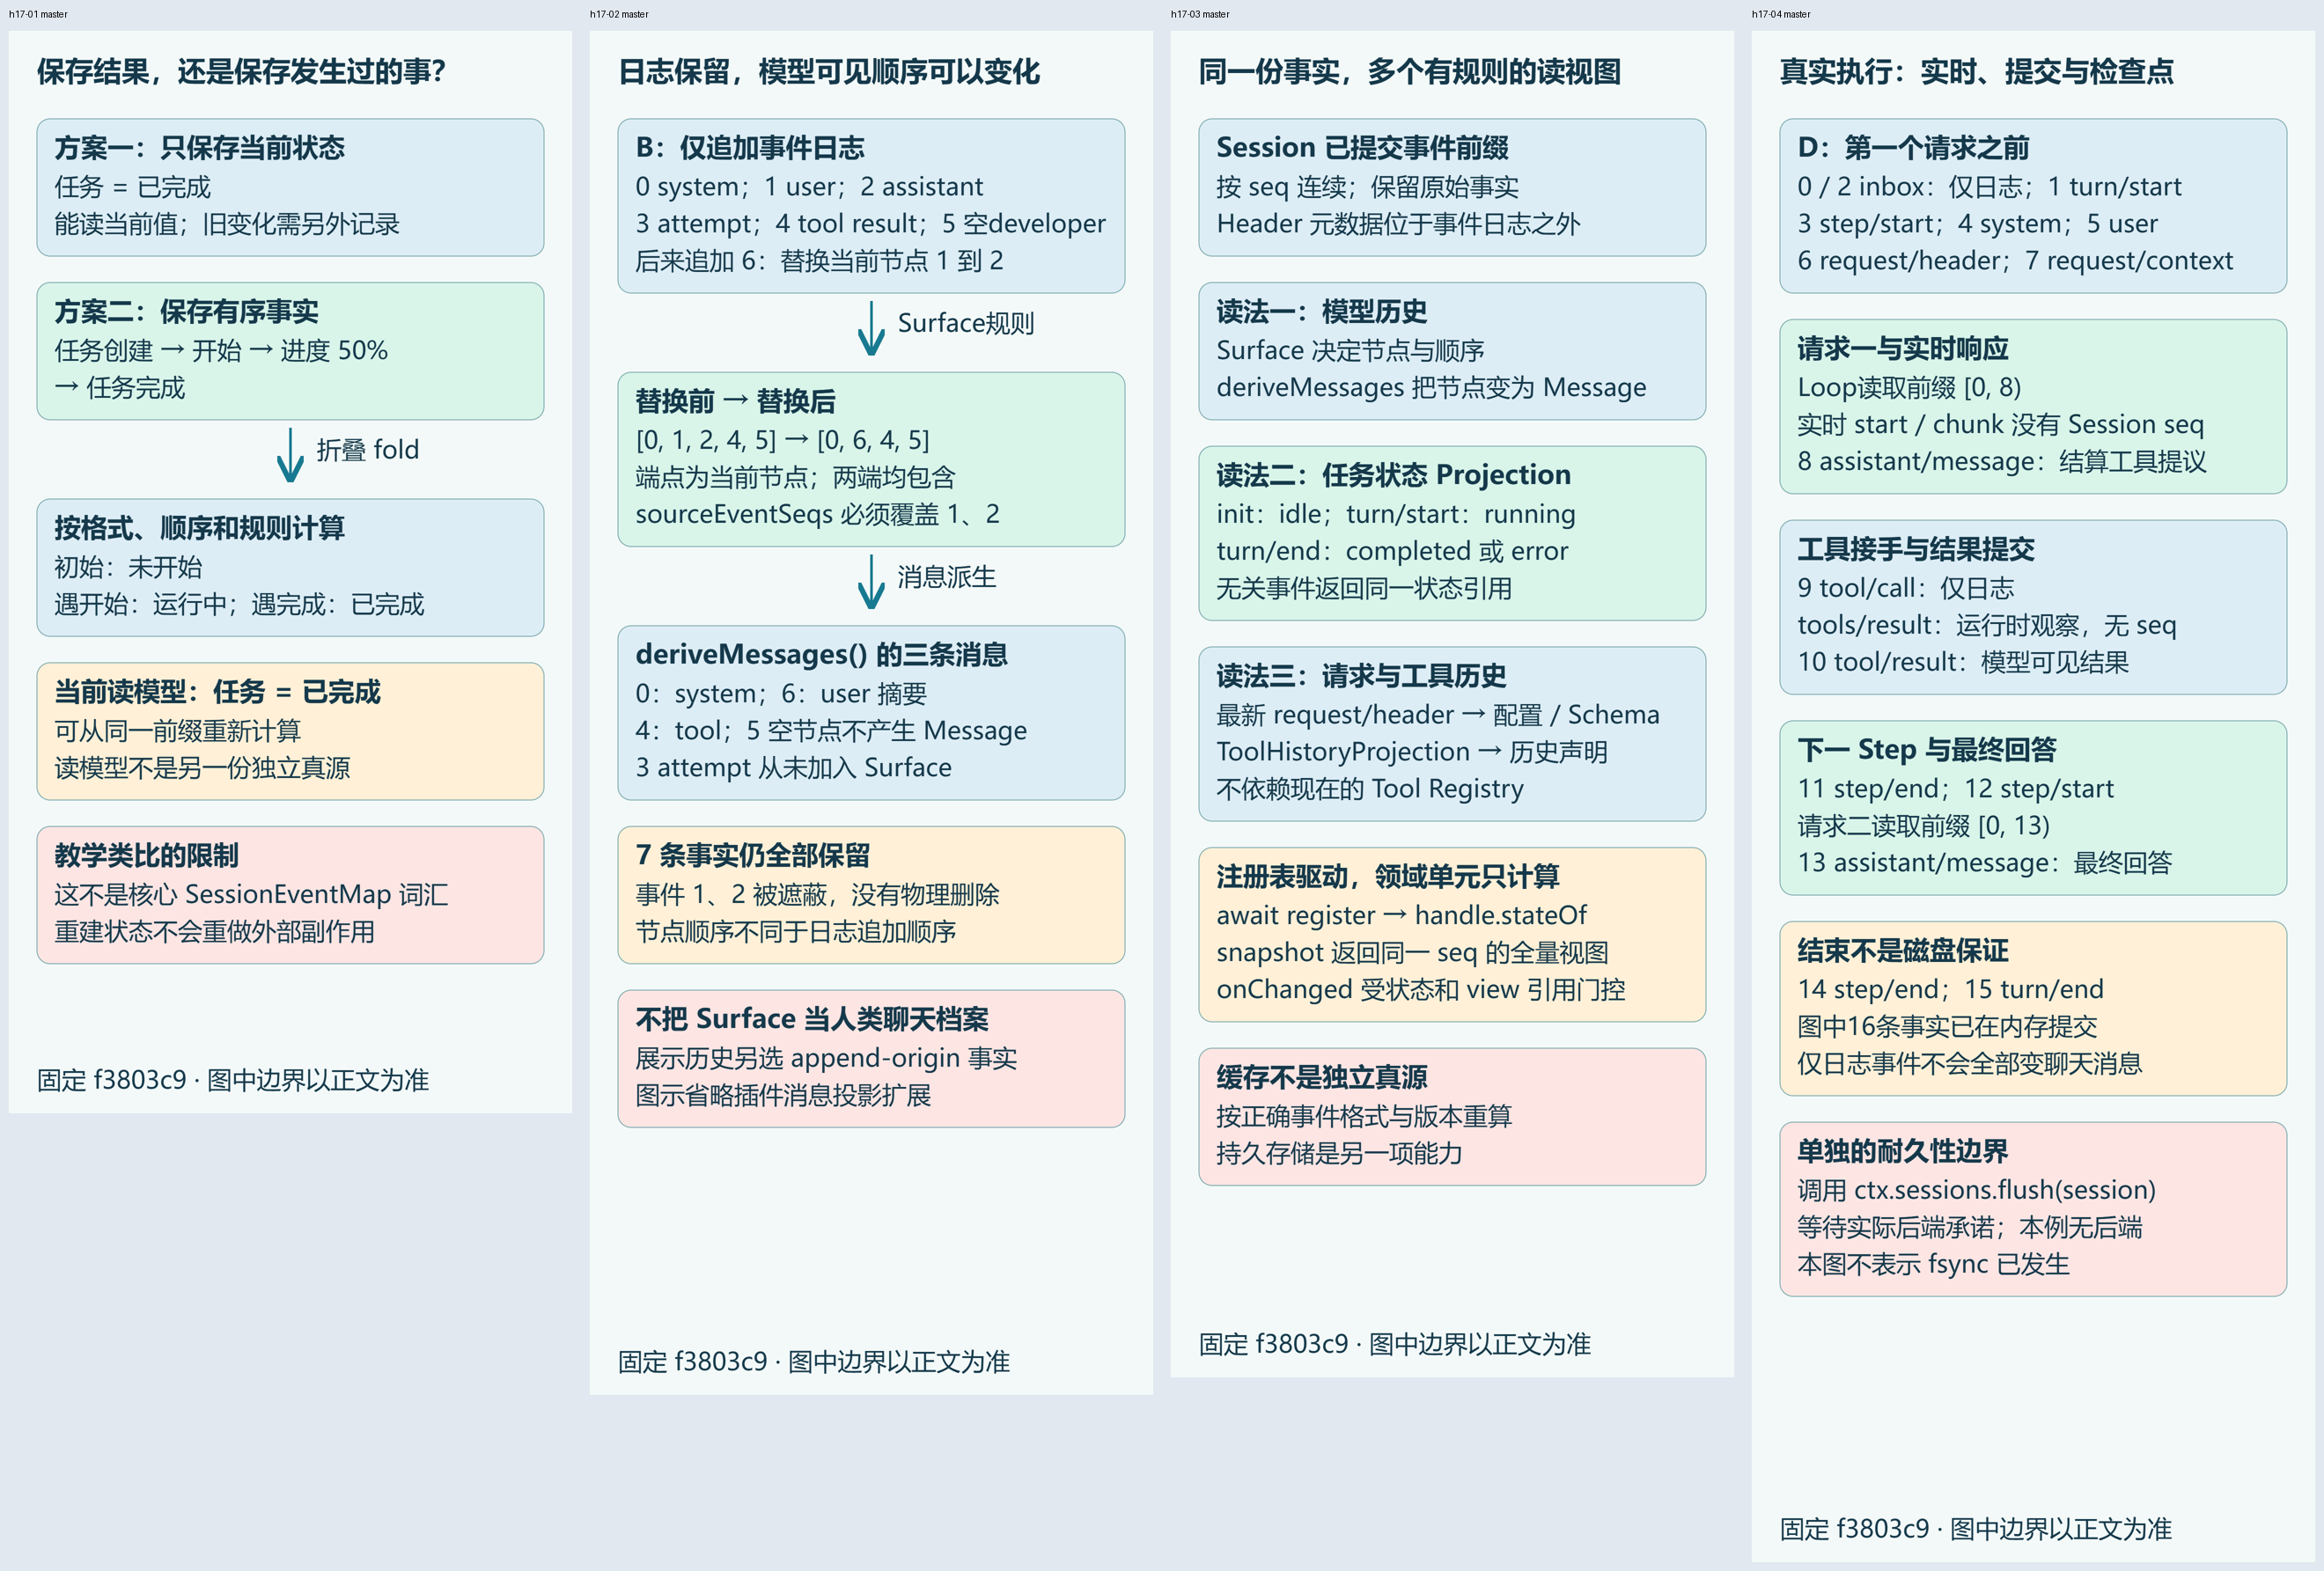 h17-01 master
保存结果，还是保存发生过的事？
方案一：只保存当前状态
任务 = 已完成
能读当前值；旧变化需另外记录
方案二：保存有序事实
任务创建 → 开始 → 进度 50%
→ 任务完成
折叠 fold
按格式、顺序和规则计算
初始：未开始
遇开始：运行中；遇完成：已完成
当前读模型：任务 = 已完成
可从同一前缀重新计算
读模型不是另一份独立真源
教学类比的限制
这不是核心 SessionEventMap 词汇
重建状态不会重做外部副作用
固定 f3803c9 · 图中边界以正文为准
h17-02 master
日志保留，模型可见顺序可以变化
B：仅追加事件日志
0 system；1 user；2 assistant
3 attempt；4 tool result；5 空developer
后来追加 6：替换当前节点 1 到 2
Surface规则
替换前 → 替换后
[0, 1, 2, 4, 5] → [0, 6, 4, 5]
端点为当前节点；两端均包含
sourceEventSeqs 必须覆盖 1、2
消息派生
deriveMessages() 的三条消息
0：system；6：user 摘要
4：tool；5 空节点不产生 Message
3 attempt 从未加入 Surface
7 条事实仍全部保留
事件 1、2 被遮蔽，没有物理删除
节点顺序不同于日志追加顺序
不把 Surface 当人类聊天档案
展示历史另选 append-origin 事实
图示省略插件消息投影扩展
固定 f3803c9 · 图中边界以正文为准
h17-03 master
同一份事实，多个有规则的读视图
Session 已提交事件前缀
按 seq 连续；保留原始事实
Header 元数据位于事件日志之外
读法一：模型历史
Surface 决定节点与顺序
deriveMessages 把节点变为 Message
读法二：任务状态 Projection
init：idle；turn/start：running
turn/end：completed 或 error
无关事件返回同一状态引用
读法三：请求与工具历史
最新 request/header → 配置 / Schema
ToolHistoryProjection → 历史声明
不依赖现在的 Tool Registry
注册表驱动，领域单元只计算
await register → handle.stateOf
snapshot 返回同一 seq 的全量视图
onChanged 受状态和 view 引用门控
缓存不是独立真源
按正确事件格式与版本重算
持久存储是另一项能力
固定 f3803c9 · 图中边界以正文为准
h17-04 master
真实执行：实时、提交与检查点
D：第一个请求之前
0 / 2 inbox：仅日志；1 turn/start
3 step/start；4 system；5 user
6 request/header；7 request/context
请求一与实时响应
Loop读取前缀 [0, 8)
实时 start / chunk 没有 Session seq
8 assistant/message：结算工具提议
工具接手与结果提交
9 tool/call：仅日志
tools/result：运行时观察，无 seq
10 tool/result：模型可见结果
下一 Step 与最终回答
11 step/end；12 step/start
请求二读取前缀 [0, 13)
13 assistant/message：最终回答
结束不是磁盘保证
14 step/end；15 turn/end
图中16条事实已在内存提交
仅日志事件不会全部变聊天消息
单独的耐久性边界
调用 ctx.sessions.flush(session)
等待实际后端承诺；本例无后端
本图不表示 fsync 已发生
固定 f3803c9 · 图中边界以正文为准